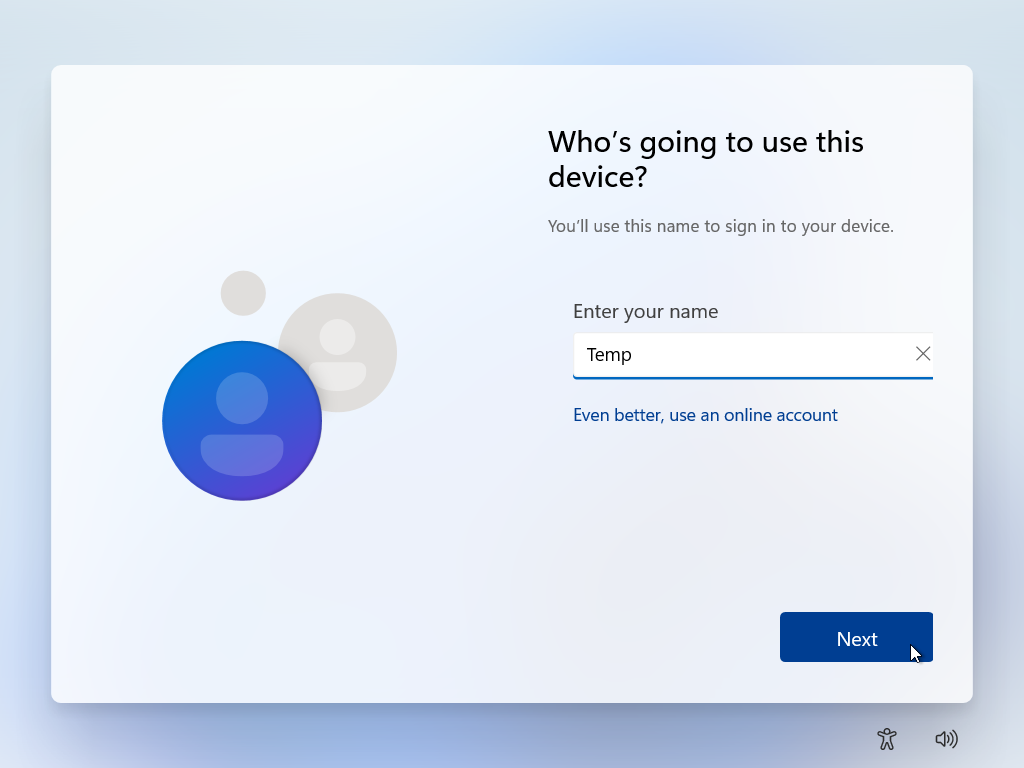 Who's going to use this
device?
You'll use this name to sign in to your device.
Enter your name
Temp
Even better, use an online account
Next